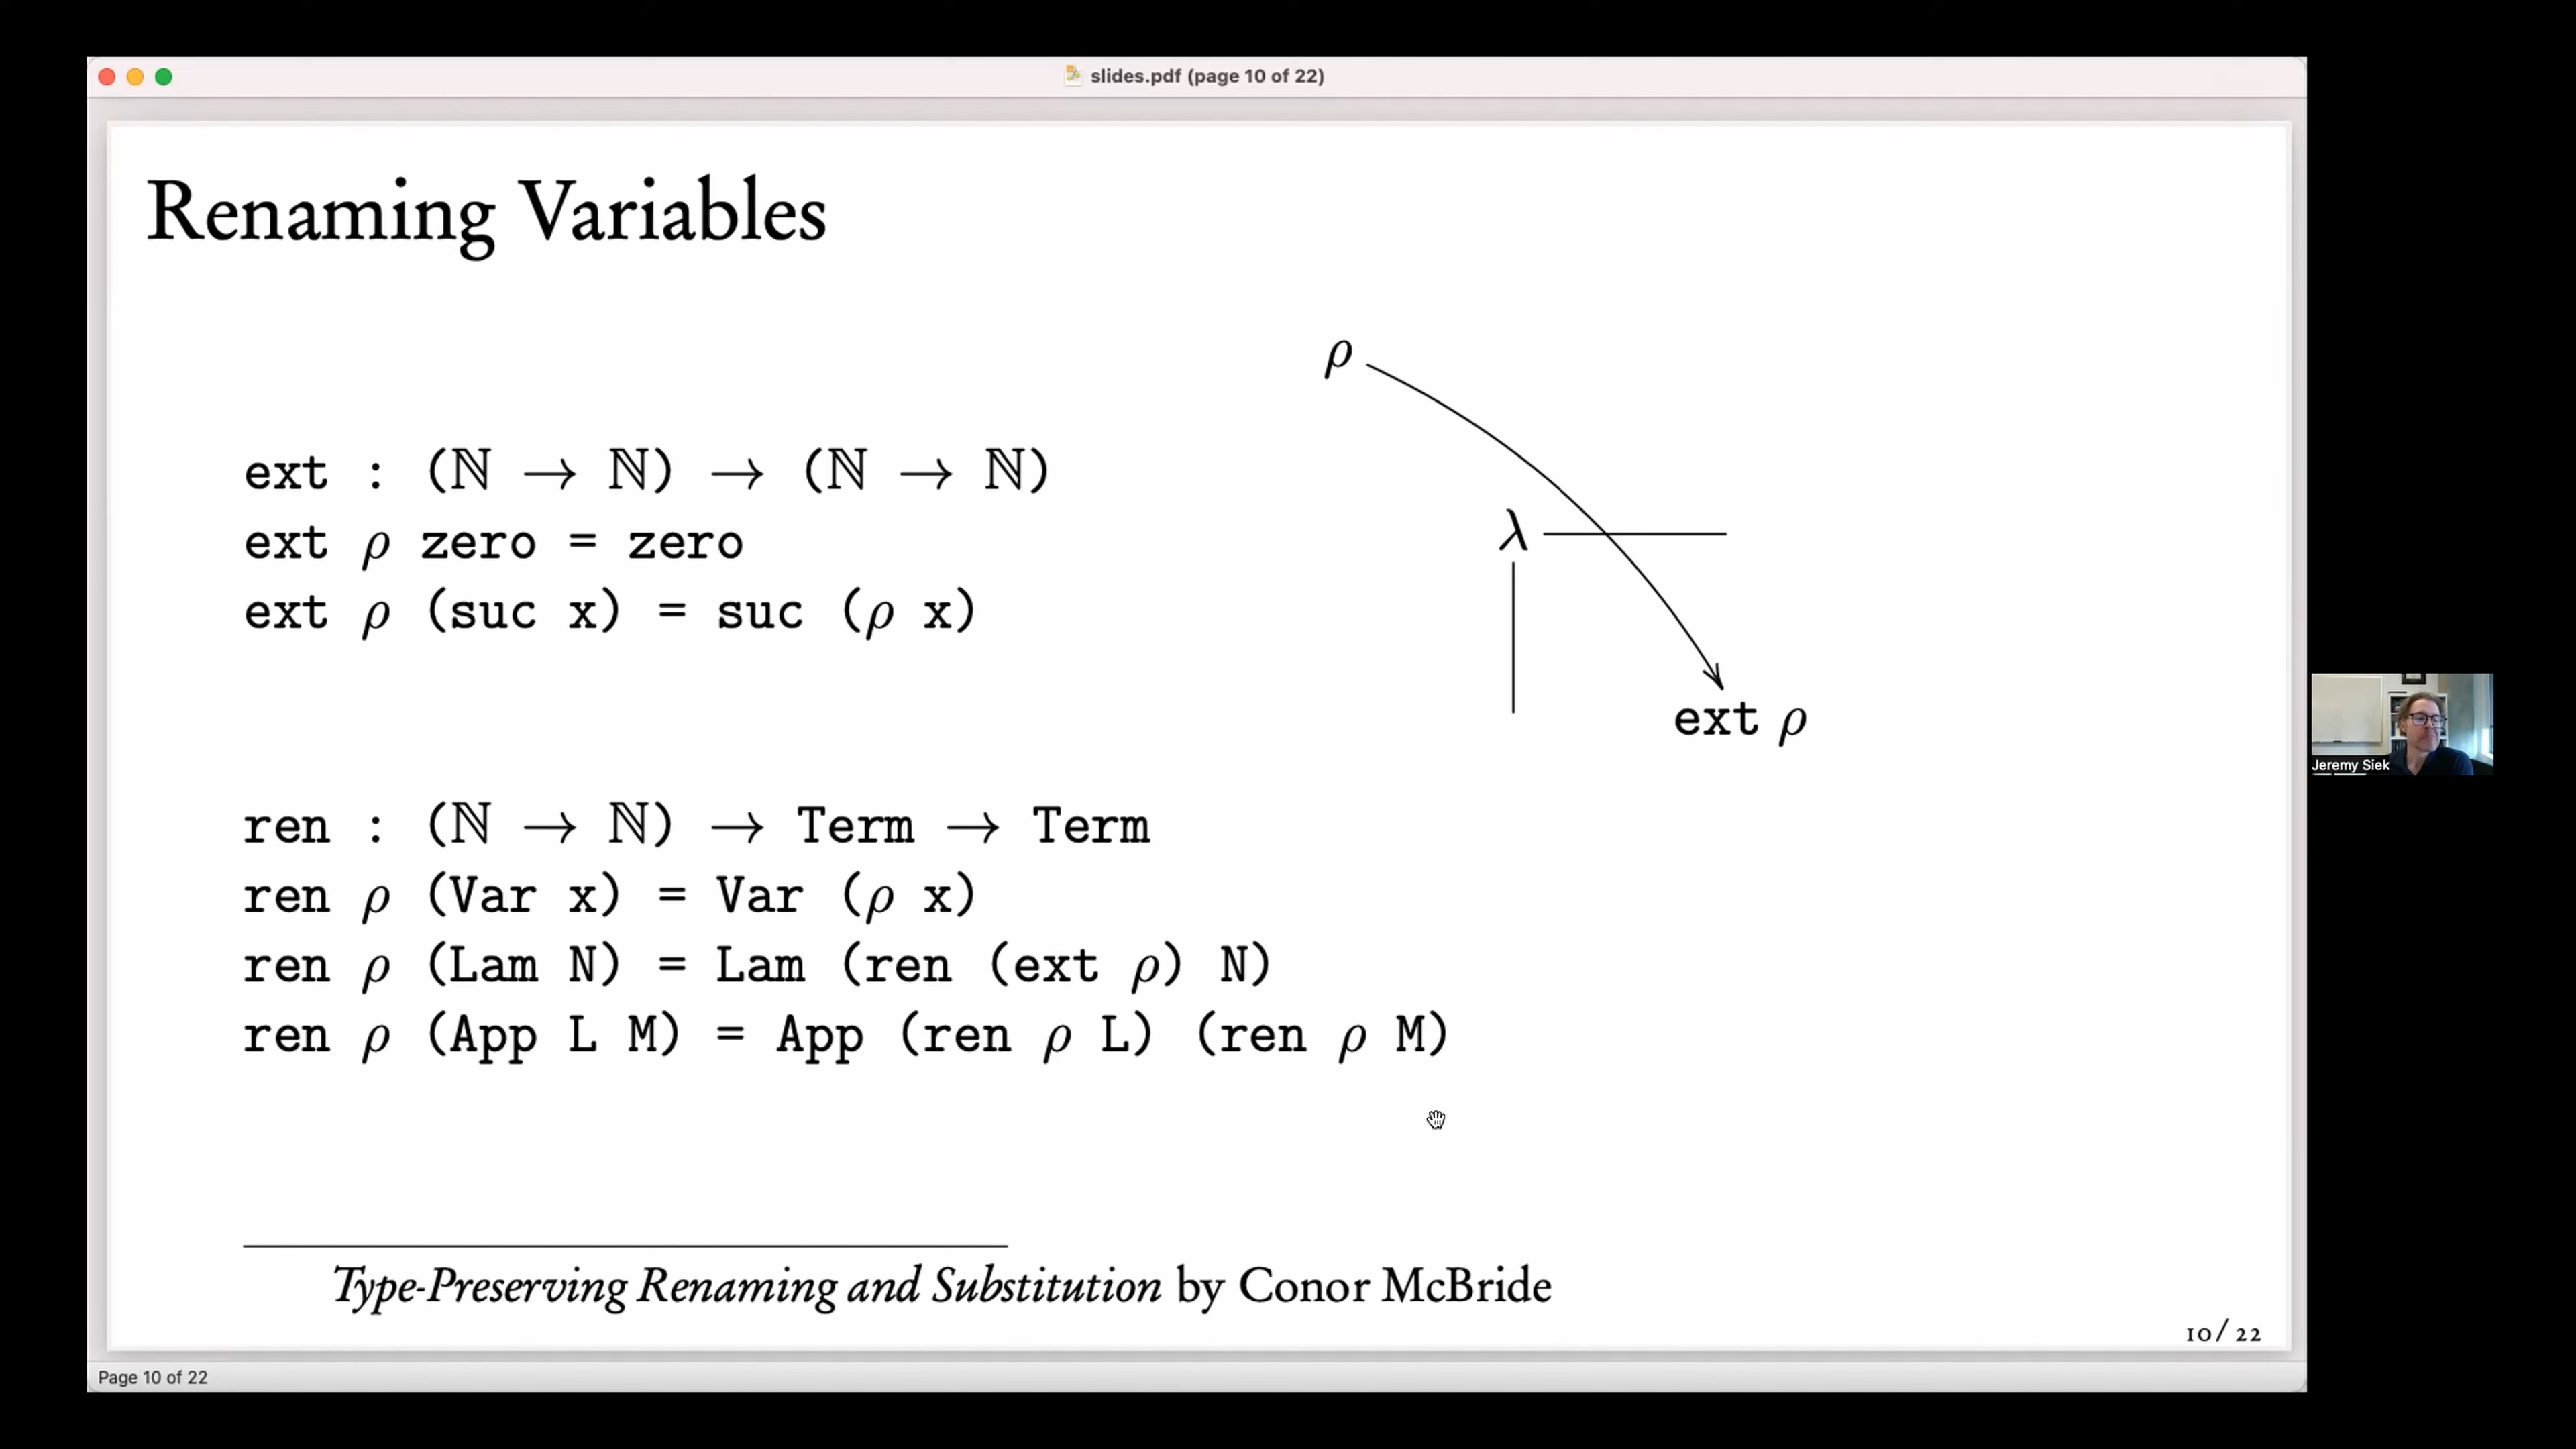 slides.pdf (page 10 of 22)
Renaming Variables
ext : (ℕ → ℕ) → (ℕ → ℕ)
ext ρ zero = zero
ext ρ (suc x) = suc (ρ x)
ρ
λ
ext ρ
ren : (ℕ → ℕ) → Term → Term
ren ρ (Var x) = Var (ρ x)
ren ρ (Lam N) = Lam (ren (ext ρ) N)
ren ρ (App L M) = App (ren ρ L) (ren ρ M)
Type-Preserving Renaming and Substitution by Conor McBride
10/22
Page 10 of 22
Jeremy Siek